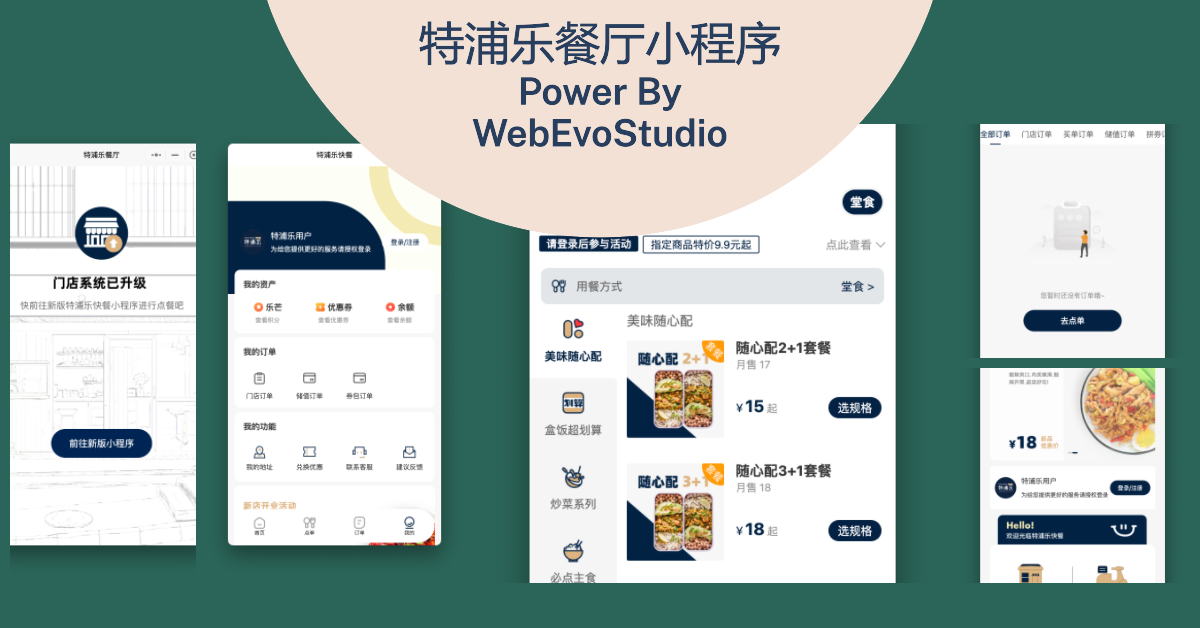 特浦乐餐厅小程序
Power By
WebEvoStudio
特浦乐餐厅
门店系统已升级
快前往新版特浦乐快餐小程序进行点餐吧
前往新版小程序
特浦乐快餐
特浦乐用户
为给您提供更好的服务请授权登录
登录/注册
我的资产
乐芒
优惠券
余额
查看积分
查看优惠券
查看余额
我的订单
门店订单
储值订单
券包订单
我的功能
我的地址
兑换优惠
联系客服
建议反馈
新店开业活动
首页
点单
订单
我的
堂食
请登录后参与活动
指定商品特价9.9元起
点此查看
用餐方式
堂食 >
美味随心配
盒饭超划算
炒菜系列
必点主食
划算
美味随心配
随心配 2+1
套餐
随心配2+1套餐
月售 17
¥15 起
选规格
随心配 3+1
套餐
随心配3+1套餐
月售 18
¥18 起
选规格
全部订单
门店订单
买单订单
储值订单
拼券订
您暂时还没有订单哦~
去点单
¥18
新品
优惠价
特浦乐用户
为给您提供更好的服务请授权登录
登录/注册
Hello!
欢迎光临特浦乐快餐